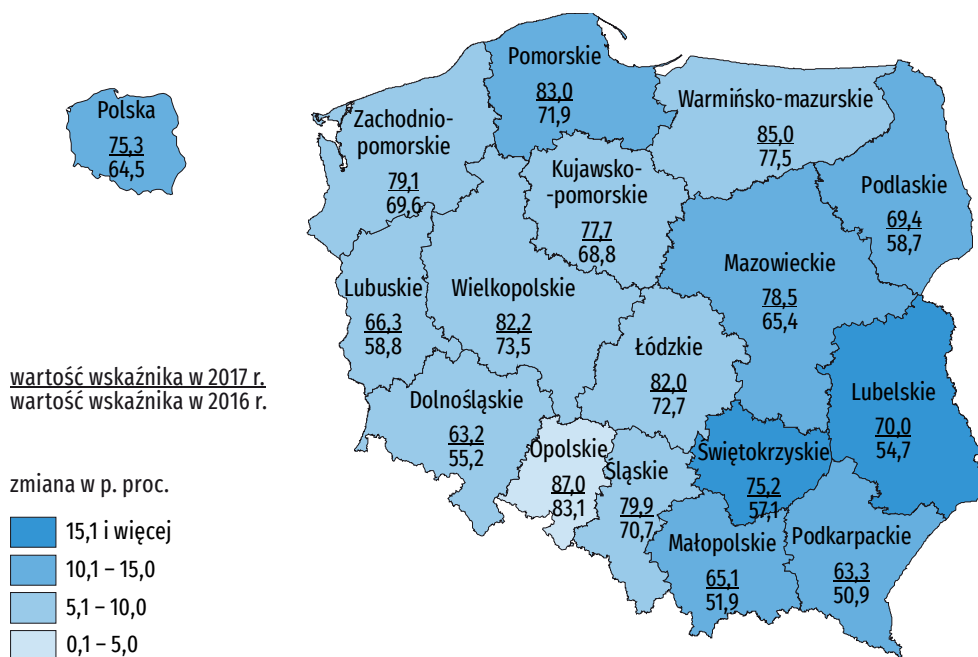 Polska
75,3
64,5
Pomorskie
83,0
71,9
Warmińsko-mazurskie
85,0
77,5
Zachodnio-
pomorskie
79,1
69,6
Kujawsko-
-pomorskie
77,7
68,8
Podlaskie
69,4
58,7
Mazowieckie
78,5
65,4
Lubuskie
66,3
58,8
Wielkopolskie
82,2
73,5
Łódzkie
82,0
72,7
wartość wskaźnika w 2017 r.
wartość wskaźnika w 2016 r.
Dolnośląskie
63,2
55,2
Lubelskie
70,0
54,7
Opolskie
87,0
83,1
Śląskie
79,9
70,7
Świętokrzyskie
75,2
57,1
Małopolskie
65,1
51,9
Podkarpackie
63,3
50,9
zmiana w p. proc.
15,1 i więcej
10,1 – 15,0
5,1 – 10,0
0,1 – 5,0